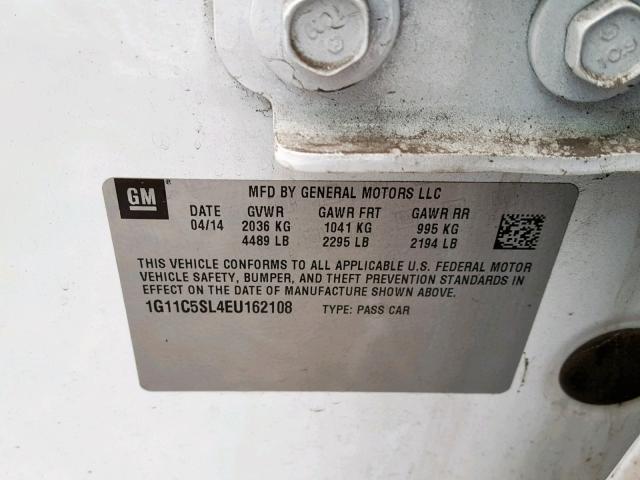 GM
MFD BY GENERAL MOTORS LLC
DATE GVWR GAWR FRT GAWR RR
04/14 2036 KG 1041 KG 995 KG
4489 LB 2295 LB 2194 LB
THIS VEHICLE CONFORMS TO ALL APPLICABLE U.S. FEDERAL MOTOR
VEHICLE SAFETY, BUMPER, AND THEFT PREVENTION STANDARDS IN
EFFECT ON THE DATE OF MANUFACTURE SHOWN ABOVE.
1G11C5SL4EU162108 TYPE: PASS CAR